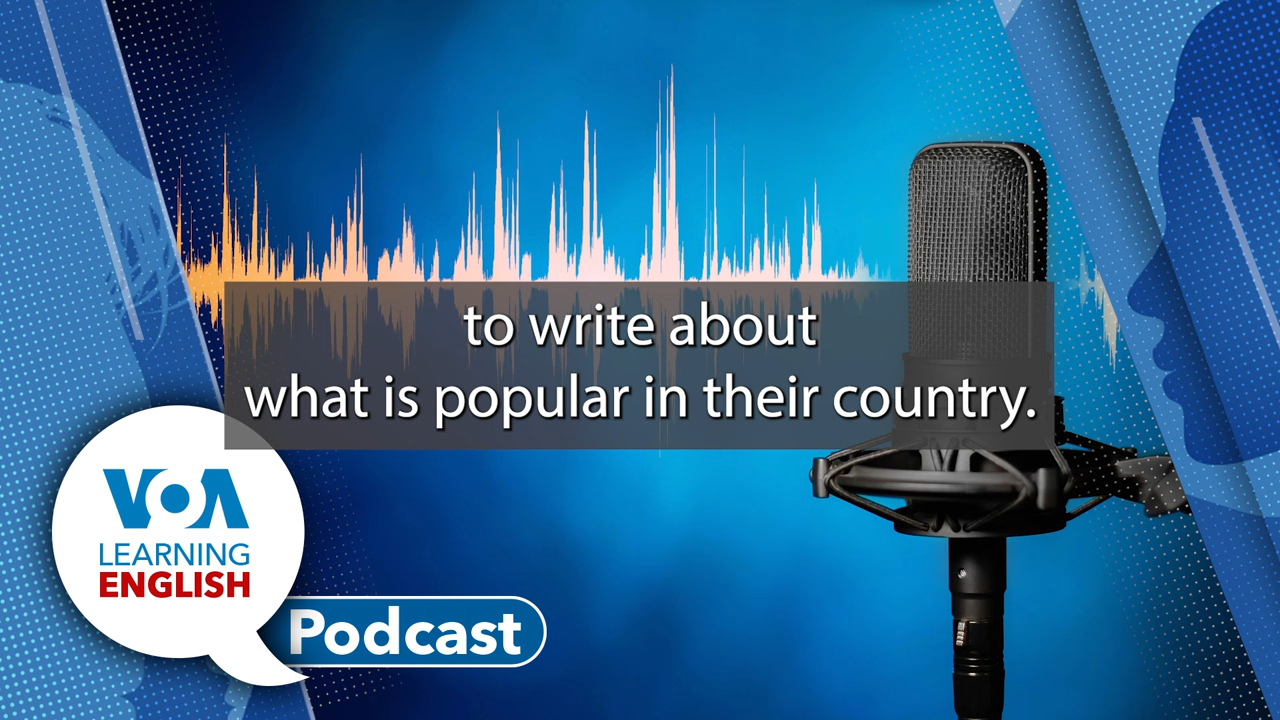 to write about
what is popular in their country.
VOA
LEARNING
ENGLISH
Podcast